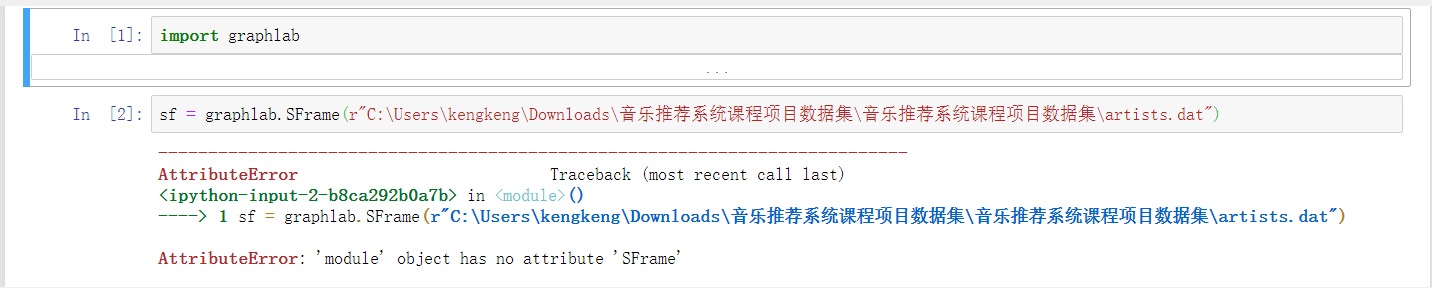 In [1]: import graphlab
...
In [2]: sf = graphlab.SFrame(r"C:\Users\kengkeng\Downloads\音乐推荐系统课程项目数据集\音乐推荐系统课程项目数据集\artists.dat")
---------------------------------------------------------------------------
AttributeError Traceback (most recent call last)
<ipython-input-2-b8ca292b0a7b> in <module>()
----> 1 sf = graphlab.SFrame(r"C:\Users\kengkeng\Downloads\音乐推荐系统课程项目数据集\音乐推荐系统课程项目数据集\artists.dat")
AttributeError: 'module' object has no attribute 'SFrame'